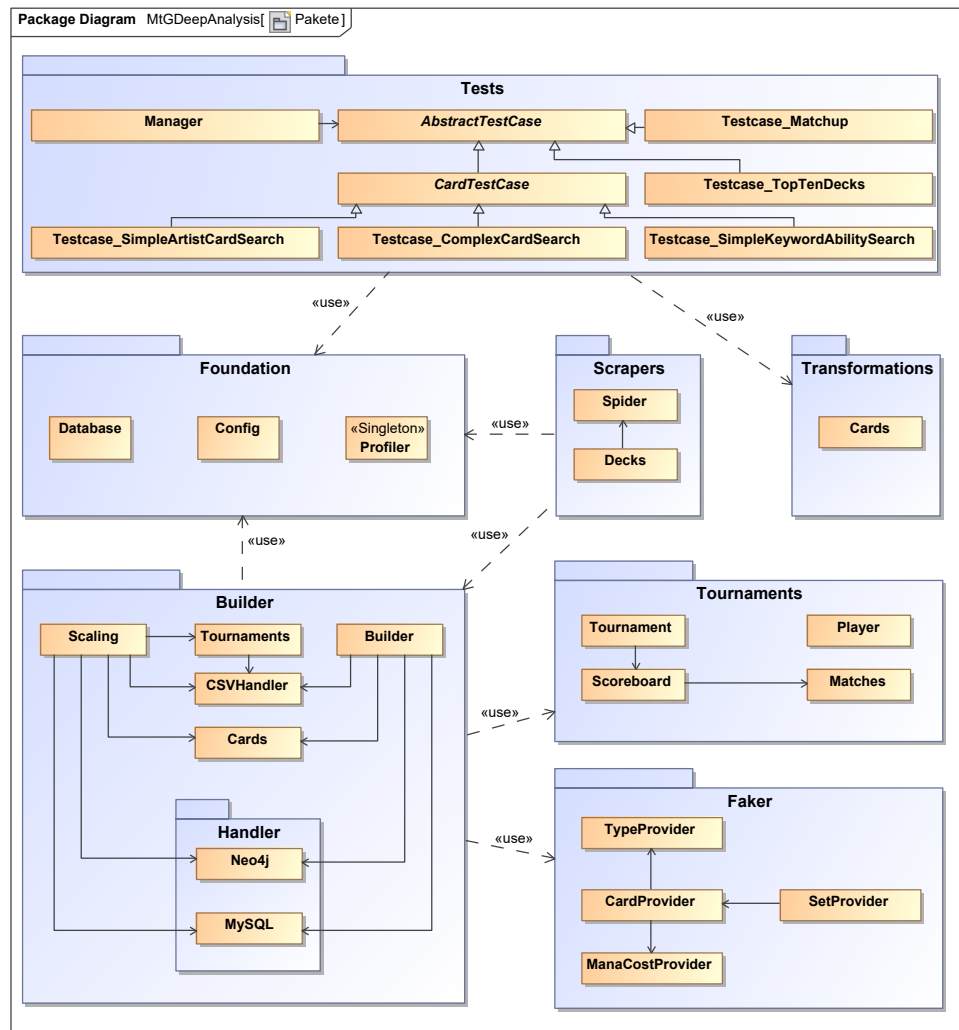 Package Diagram MtGDeepAnalysis[ Pakete ]
Tests
Manager
AbstractTestCase
Testcase_Matchup
CardTestCase
Testcase_TopTenDecks
Testcase_SimpleArtistCardSearch
Testcase_ComplexCardSearch
Testcase_SimpleKeywordAbilitySearch
«use»
«use»
Foundation
Database
Config
«Singleton»
Profiler
«use»
Scrapers
Spider
Decks
Transformations
Cards
«use»
«use»
Builder
Scaling
Tournaments
Builder
CSVHandler
Cards
Handler
Neo4j
MySQL
«use»
Tournaments
Tournament
Player
Scoreboard
Matches
«use»
Faker
TypeProvider
CardProvider
SetProvider
ManaCostProvider